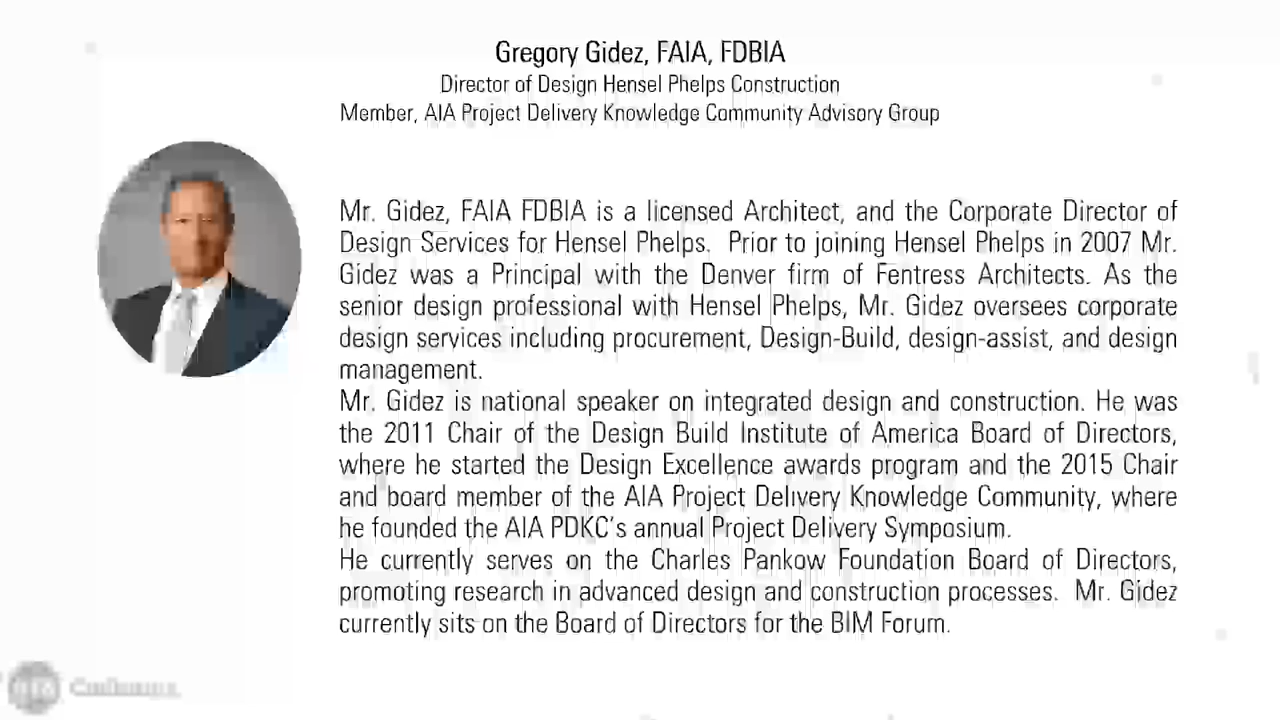 Gregory Gidez, FAIA, FDBIA
Director of Design Hensel Phelps Construction
Member, AIA Project Delivery Knowledge Community Advisory Group
Mr. Gidez, FAIA FDBIA is a licensed Architect, and the Corporate Director of
Design Services for Hensel Phelps. Prior to joining Hensel Phelps in 2007 Mr.
Gidez was a Principal with the Denver firm of Fentress Architects. As the
senior design professional with Hensel Phelps, Mr. Gidez oversees corporate
design services including procurement, Design-Build, design-assist, and design
management.
Mr. Gidez is national speaker on integrated design and construction. He was
the 2011 Chair of the Design Build Institute of America Board of Directors,
where he started the Design Excellence awards program and the 2015 Chair
and board member of the AIA Project Delivery Knowledge Community, where
he founded the AIA PDKC's annual Project Delivery Symposium.
He currently serves on the Charles Pankow Foundation Board of Directors,
promoting research in advanced design and construction processes. Mr. Gidez
currently sits on the Board of Directors for the BIM Forum.